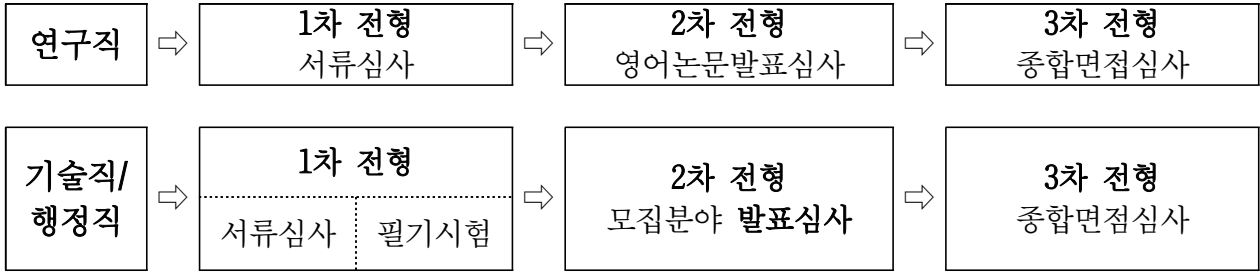 연구직 ⇨ 1차 전형 ⇨ 2차 전형 ⇨ 3차 전형
서류심사 영어논문발표심사 종합면접심사
기술직/
행정직
⇨ 1차 전형 ⇨ 2차 전형 ⇨ 3차 전형
서류심사 필기시험 모집분야 발표심사 종합면점심사